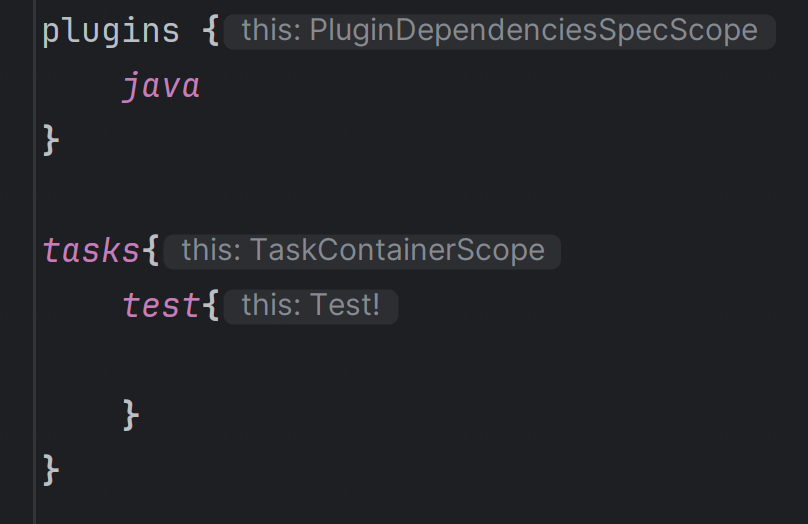 plugins { this: PluginDependenciesSpecScope
java
}
tasks{ this: TaskContainerScope
test{ this: Test!
}
}